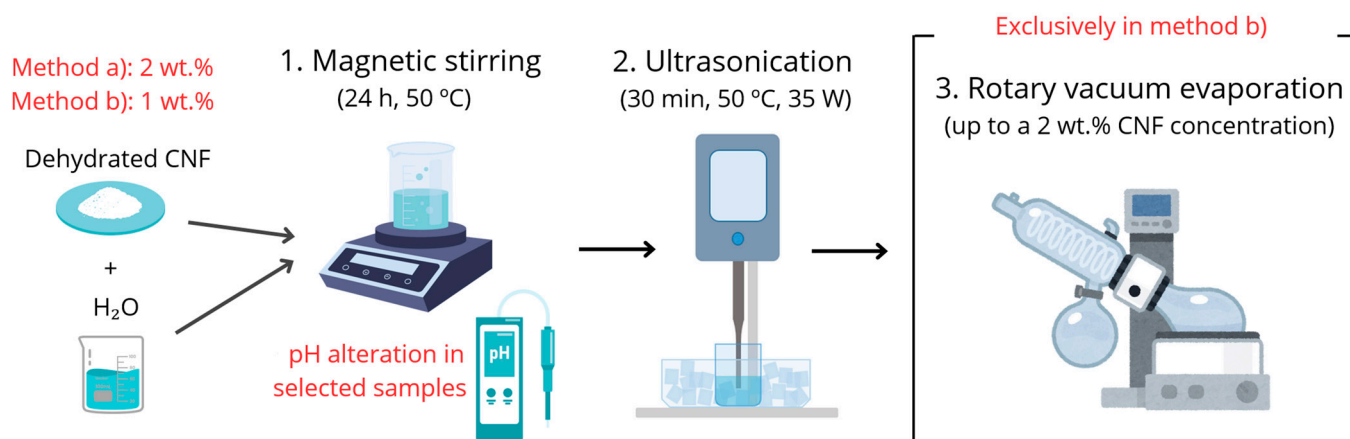 Method a): 2 wt.%
Method b): 1 wt.%
Dehydrated CNF
+
H₂O
1. Magnetic stirring
(24 h, 50 ºC)
pH alteration in
selected samples
pH
2. Ultrasonication
(30 min, 50 ºC, 35 W)
Exclusively in method b)
3. Rotary vacuum evaporation
(up to a 2 wt.% CNF concentration)